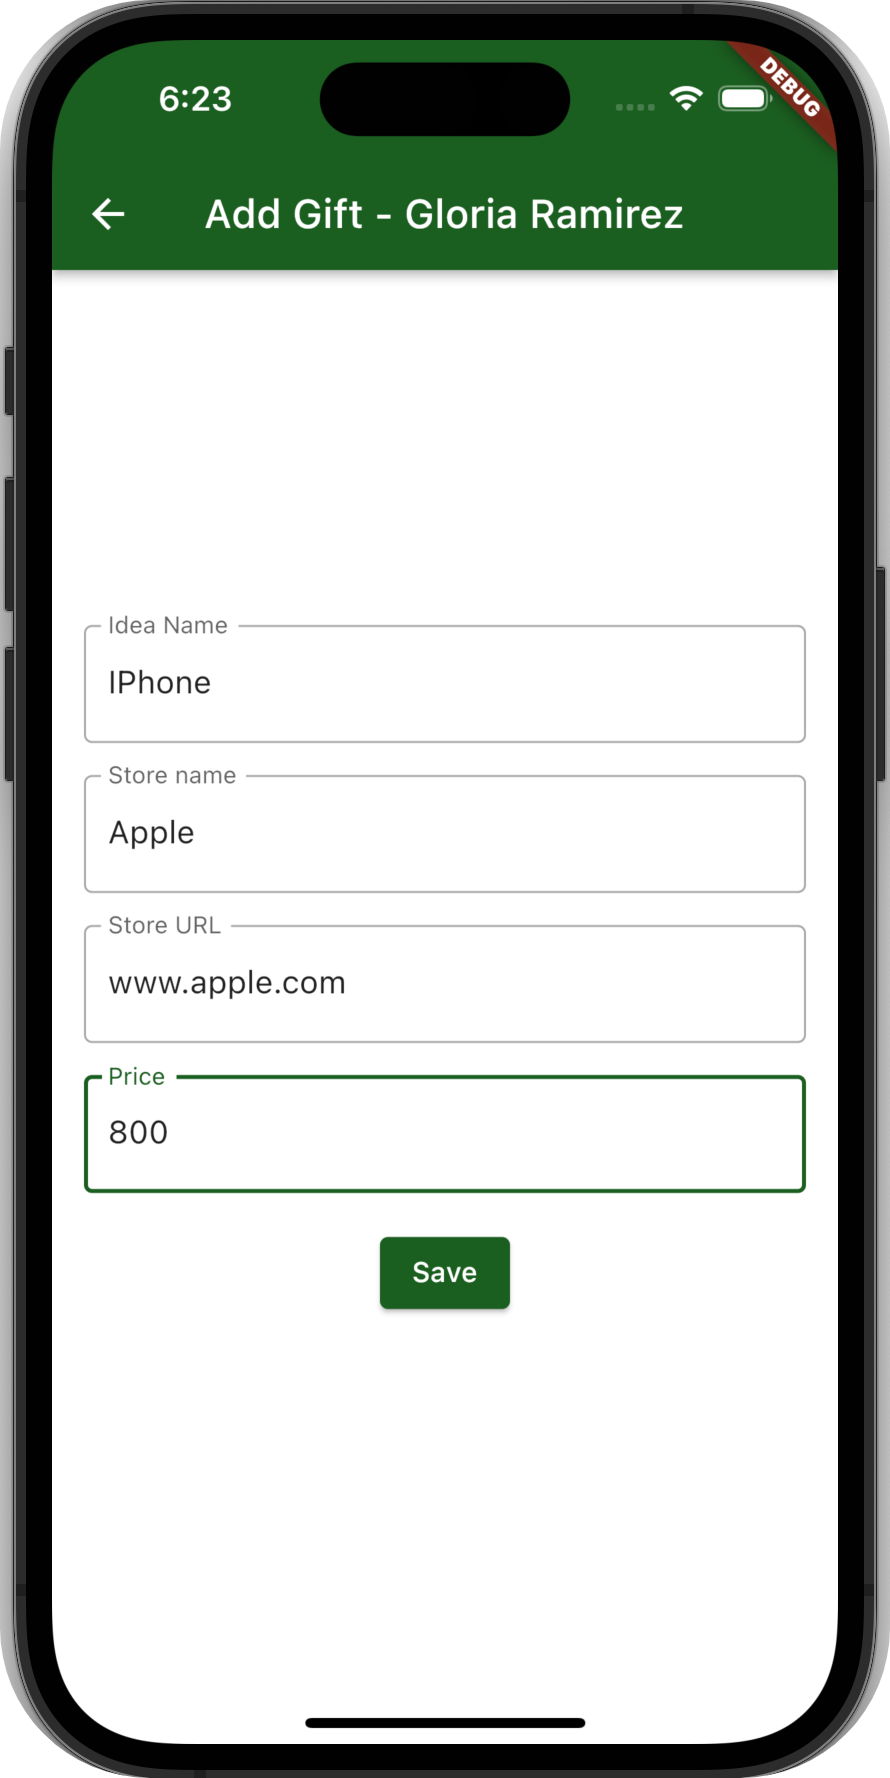 6:23
DEBUG
Add Gift - Gloria Ramirez
Idea Name
IPhone
Store name
Apple
Store URL
www.apple.com
Price
800
Save